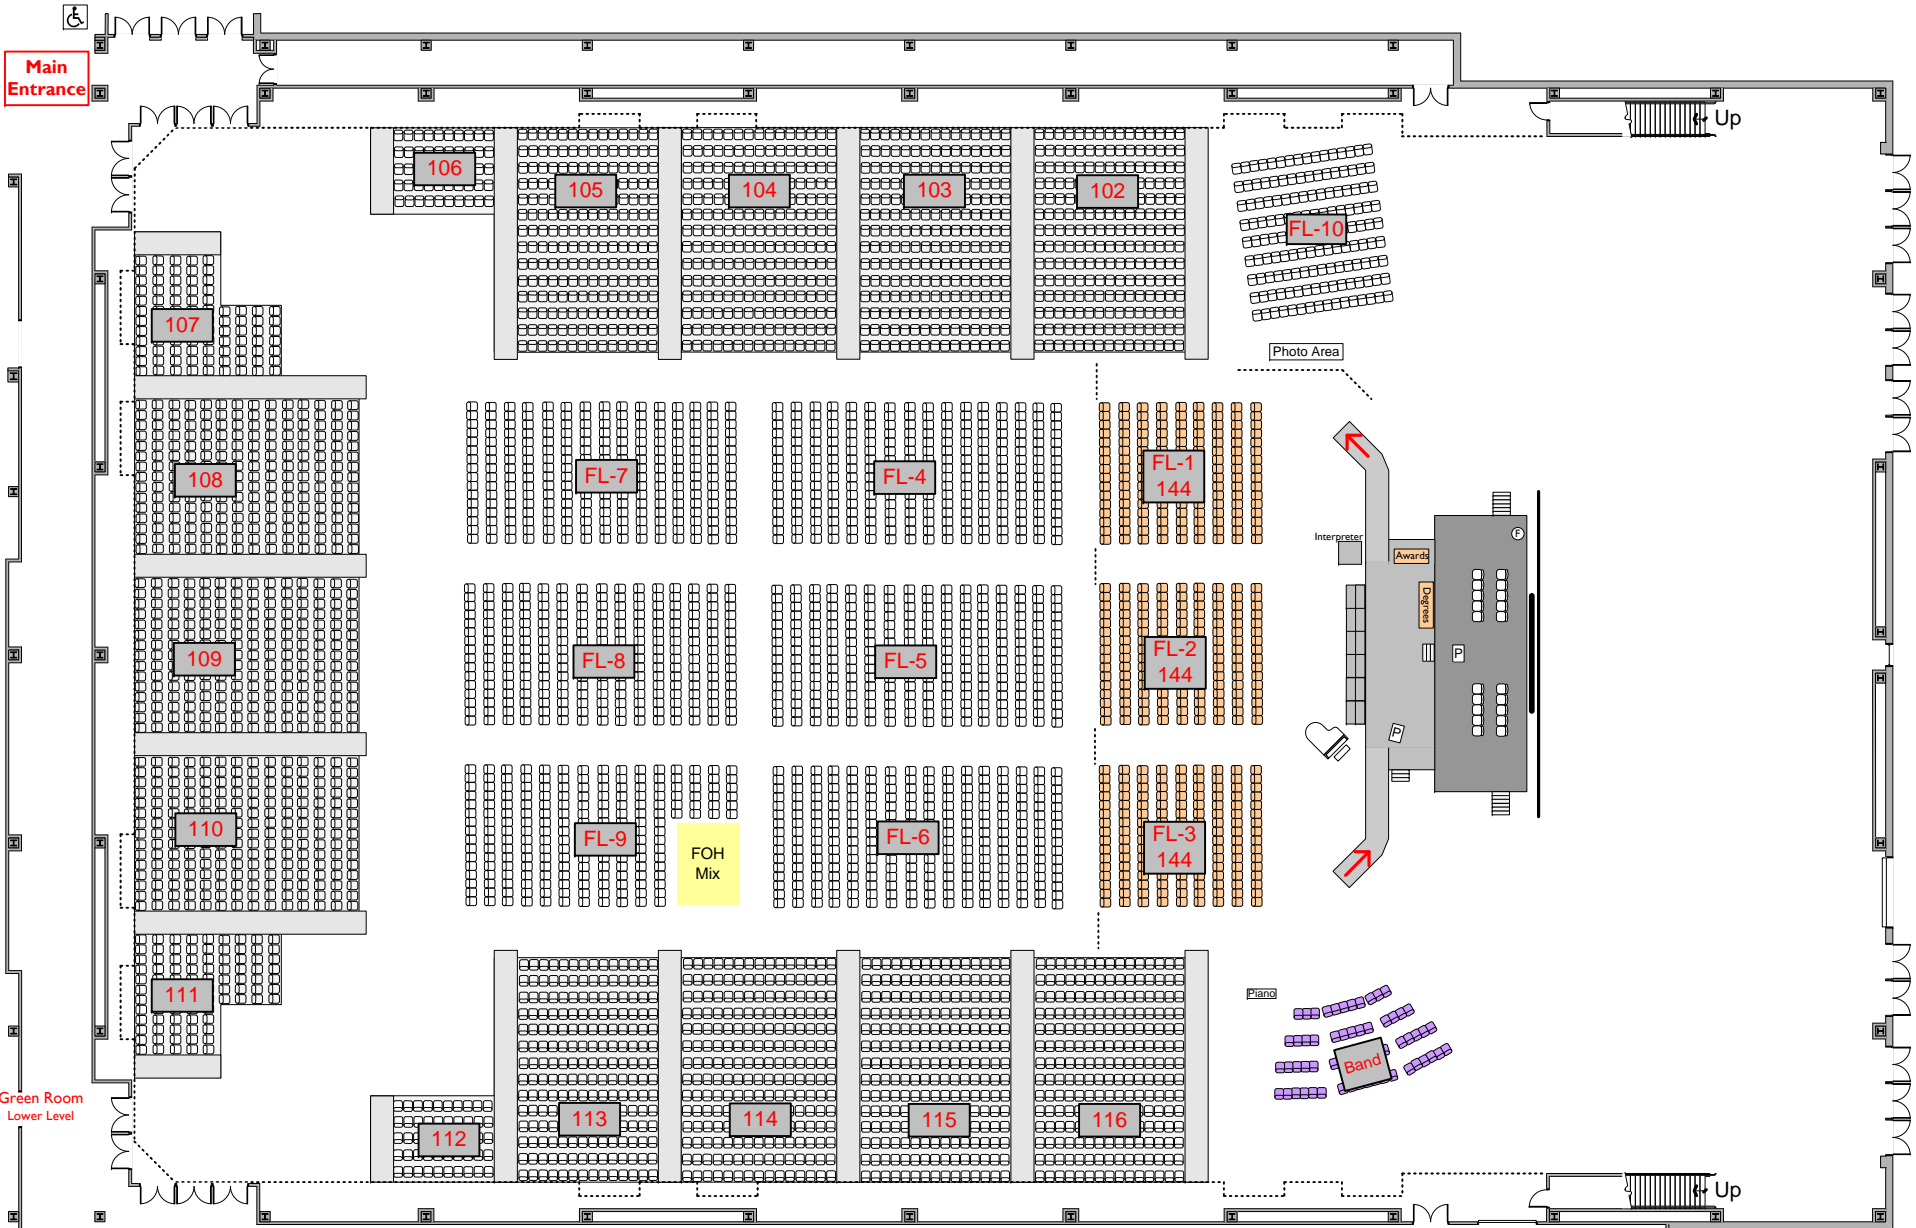 Main
Entrance
Up
106
105
104
103
102
FL-10
107
Photo Area
108
FL-7
FL-4
FL-1
144
Interpreter
Awards
F
Degrees
109
FL-8
FL-5
FL-2
144
P
P
110
FL-9
FOH
Mix
FL-6
FL-3
144
111
Piano
Band
Green Room
Lower Level
112
113
114
115
116
Up